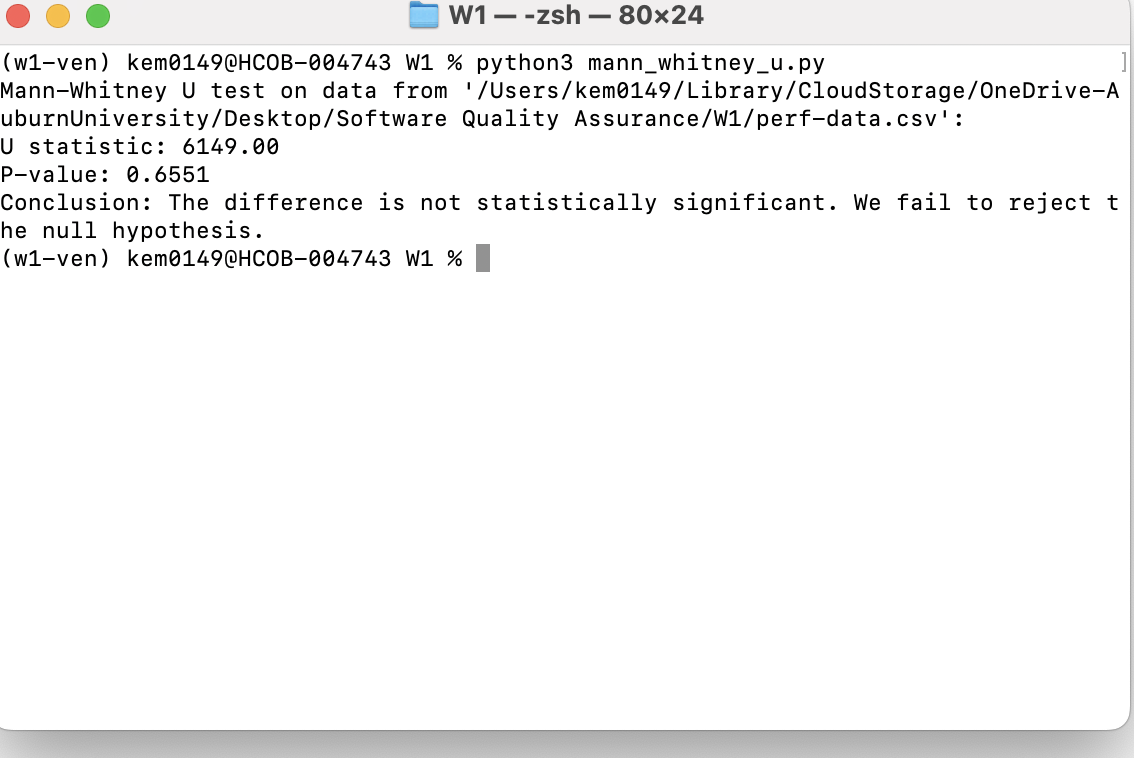 W1 — -zsh — 80×24
(w1-ven) kem0149@HCOB-004743 W1 % python3 mann_whitney_u.py ]
Mann-Whitney U test on data from '/Users/kem0149/Library/CloudStorage/OneDrive-A
uburnUniversity/Desktop/Software Quality Assurance/W1/perf-data.csv':
U statistic: 6149.00
P-value: 0.6551
Conclusion: The difference is not statistically significant. We fail to reject t
he null hypothesis.
(w1-ven) kem0149@HCOB-004743 W1 %